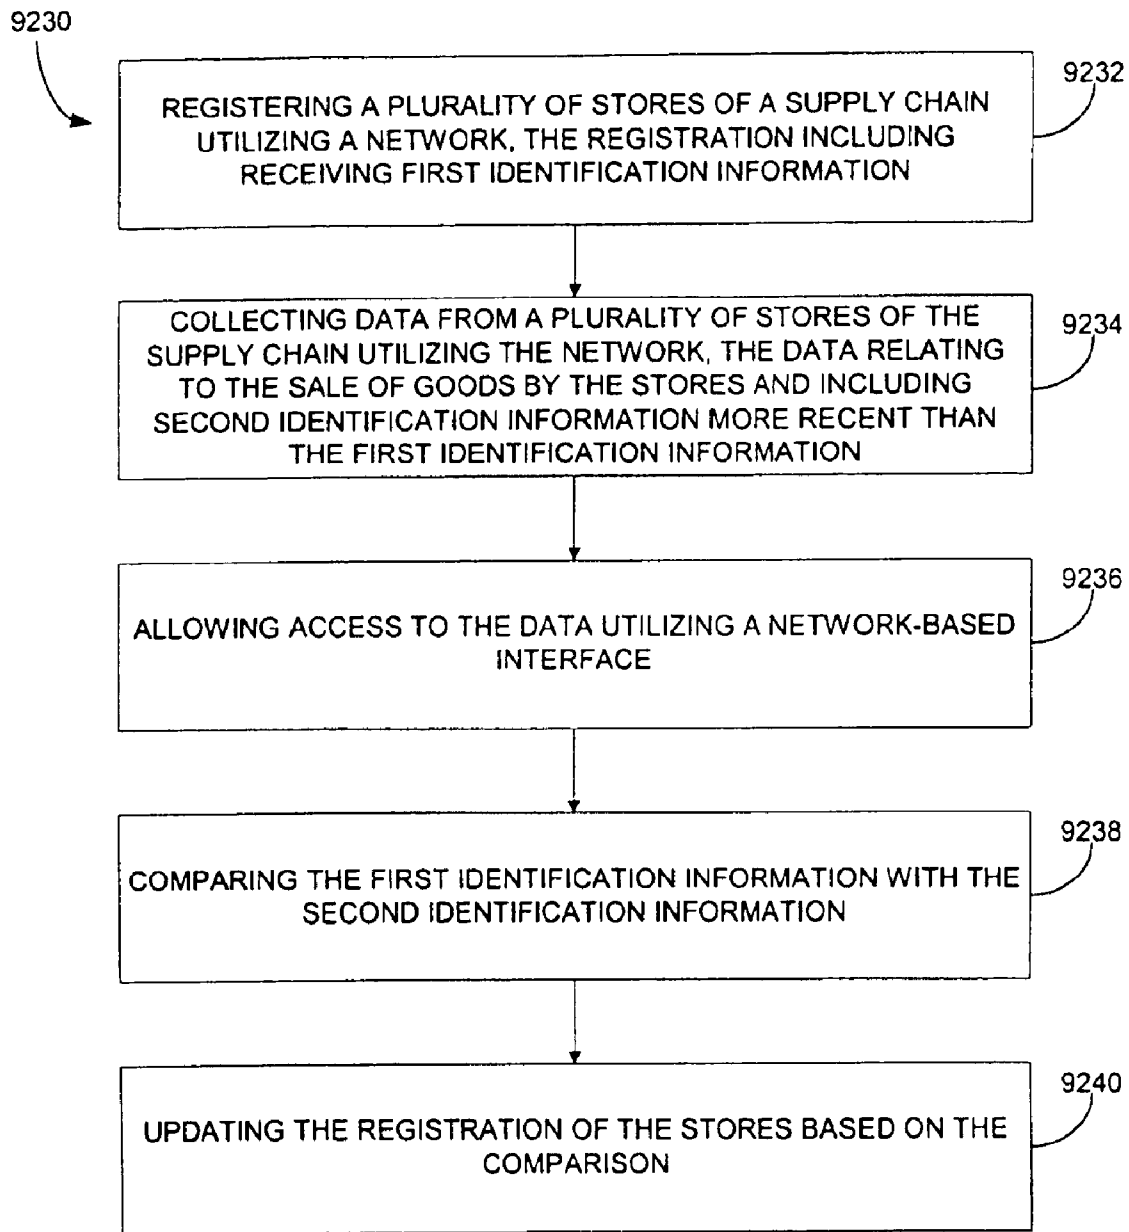 9230
9232
REGISTERING A PLURALITY OF STORES OF A SUPPLY CHAIN
UTILIZING A NETWORK, THE REGISTRATION INCLUDING
RECEIVING FIRST IDENTIFICATION INFORMATION
9234
COLLECTING DATA FROM A PLURALITY OF STORES OF THE
SUPPLY CHAIN UTILIZING THE NETWORK, THE DATA RELATING
TO THE SALE OF GOODS BY THE STORES AND INCLUDING
SECOND IDENTIFICATION INFORMATION MORE RECENT THAN
THE FIRST IDENTIFICATION INFORMATION
9236
ALLOWING ACCESS TO THE DATA UTILIZING A NETWORK-BASED
INTERFACE
9238
COMPARING THE FIRST IDENTIFICATION INFORMATION WITH THE
SECOND IDENTIFICATION INFORMATION
9240
UPDATING THE REGISTRATION OF THE STORES BASED ON THE
COMPARISON